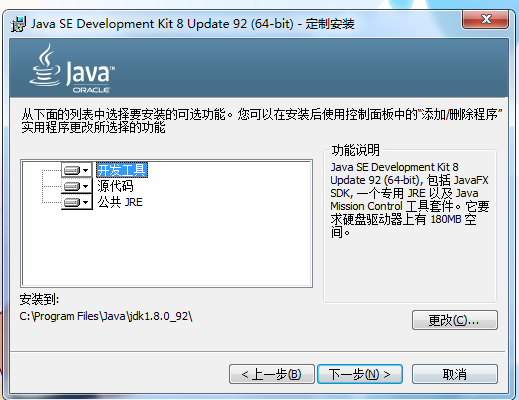 Java SE Development Kit 8 Update 92 (64-bit) - 定制安装
Java™
ORACLE
从下面的列表中选择要安装的可选功能。您可以在安装后使用控制面板中的“添加/删除程序”
实用程序更改所选择的功能
开发工具
源代码
公共 JRE
功能说明
Java SE Development Kit 8
Update 92 (64-bit), 包括 JavaFX
SDK, 一个专用 JRE 以及 Java
Mission Control 工具套件。它要
求硬盘驱动器上有 180MB 空
间。
安装到:
C:\Program Files\Java\jdk1.8.0_92\
更改(C)...
< 上一步(B)
下一步(N) >
取消